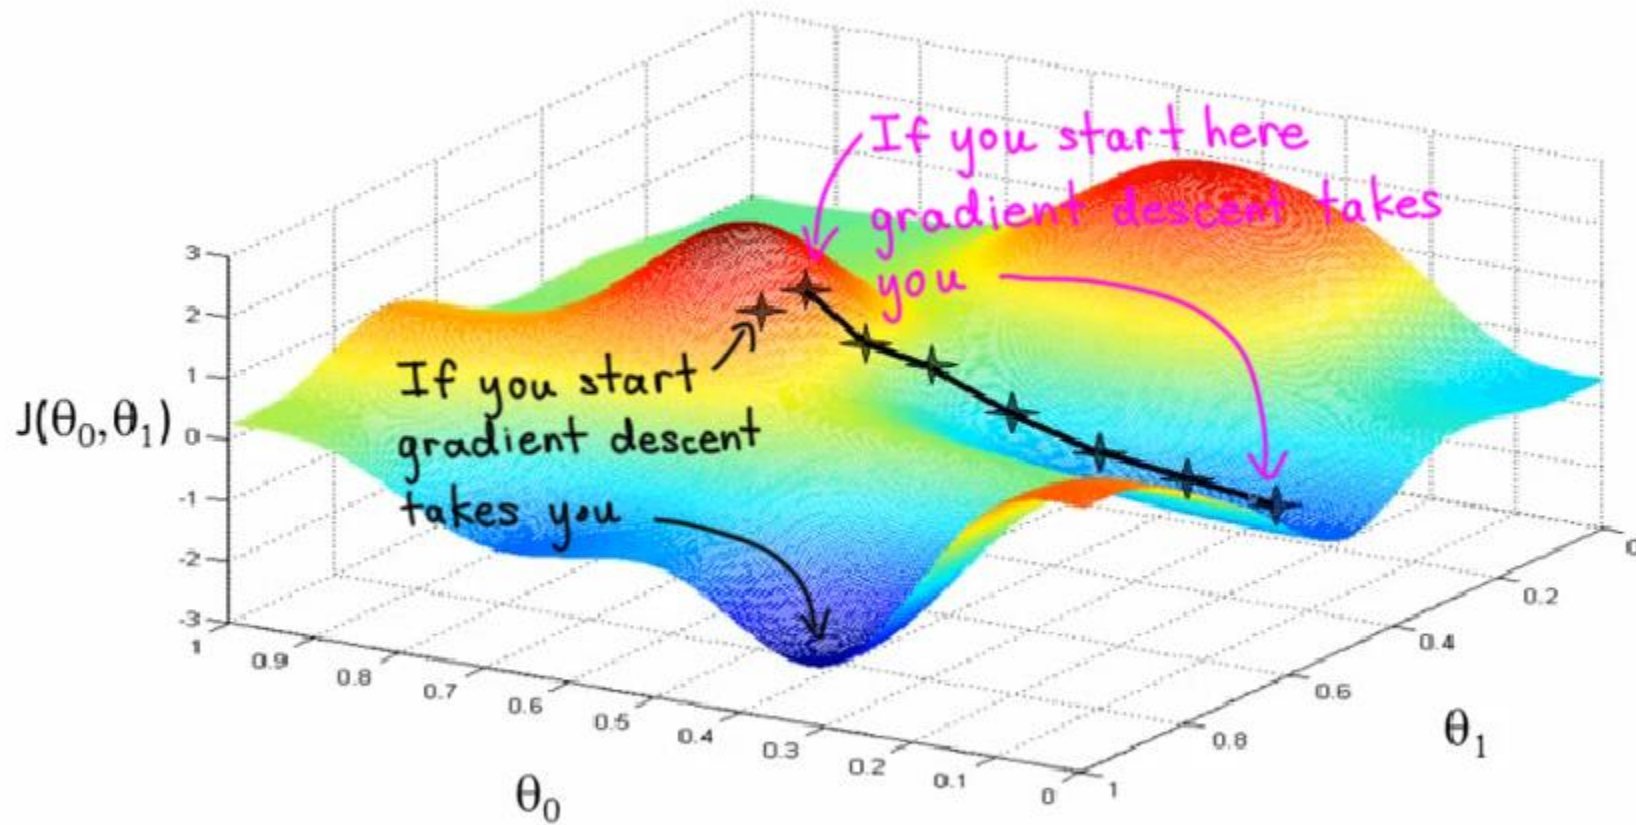 If you start here
gradient descent takes
you
If you start
gradient descent
takes you
J(θ₀,θ₁)
3
2
1
0
-1
-2
-3
1
0.9
0.8
0.7
0.6
0.5
0.4
0.3
0.2
0.1
0
θ₀
1
0.8
0.6
0.4
0.2
0
θ₁